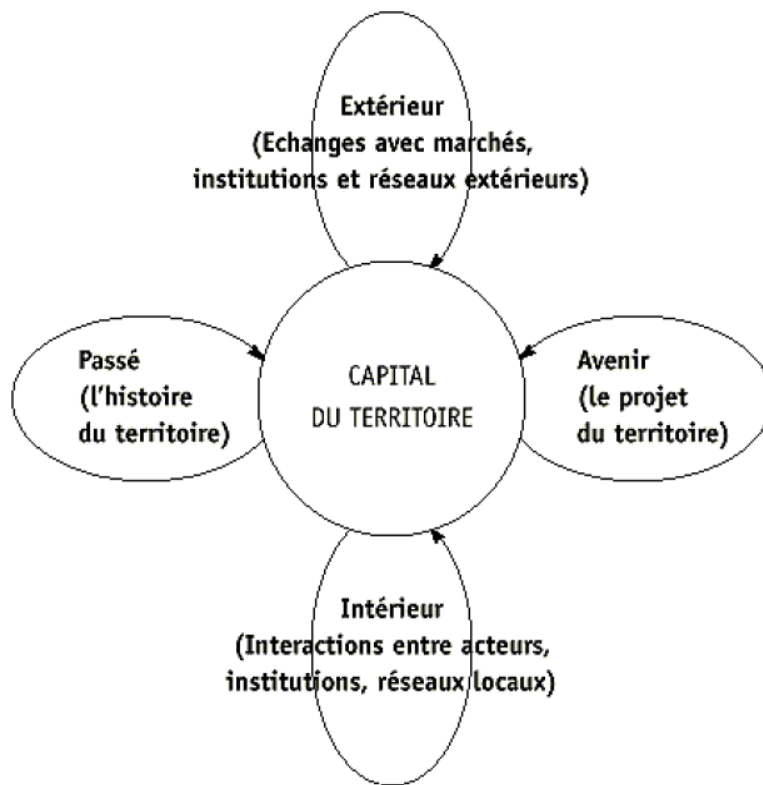 Extérieur
(Echanges avec marchés,
institutions et réseaux extérieurs)
Passé
(l'histoire
du territoire)
CAPITAL
DU TERRITOIRE
Avenir
(le projet
du territoire)
Intérieur
(Interactions entre acteurs,
institutions, réseaux locaux)